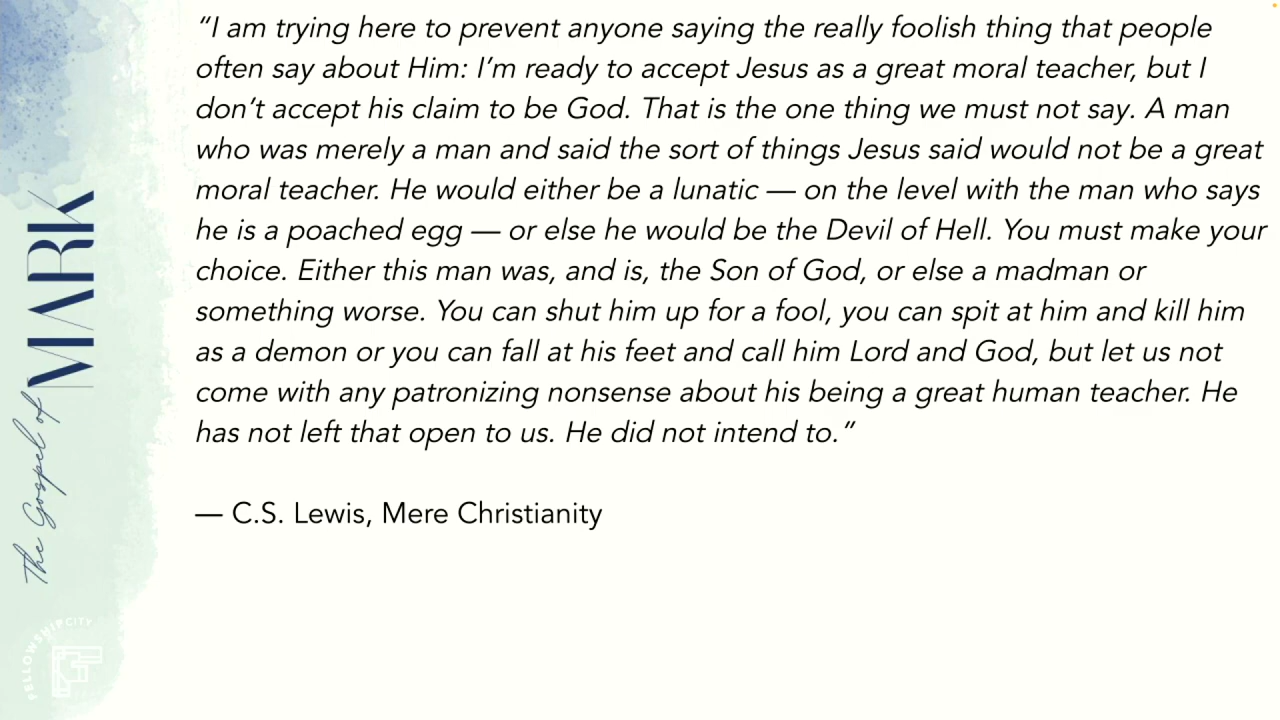 “I am trying here to prevent anyone saying the really foolish thing that people
often say about Him: I’m ready to accept Jesus as a great moral teacher, but I
don’t accept his claim to be God. That is the one thing we must not say. A man
who was merely a man and said the sort of things Jesus said would not be a great
moral teacher. He would either be a lunatic — on the level with the man who says
he is a poached egg — or else he would be the Devil of Hell. You must make your
choice. Either this man was, and is, the Son of God, or else a madman or
something worse. You can shut him up for a fool, you can spit at him and kill him
as a demon or you can fall at his feet and call him Lord and God, but let us not
come with any patronizing nonsense about his being a great human teacher. He
has not left that open to us. He did not intend to.”
— C.S. Lewis, Mere Christianity
The Gospel of
MARK
FELLOWSHIPCITY